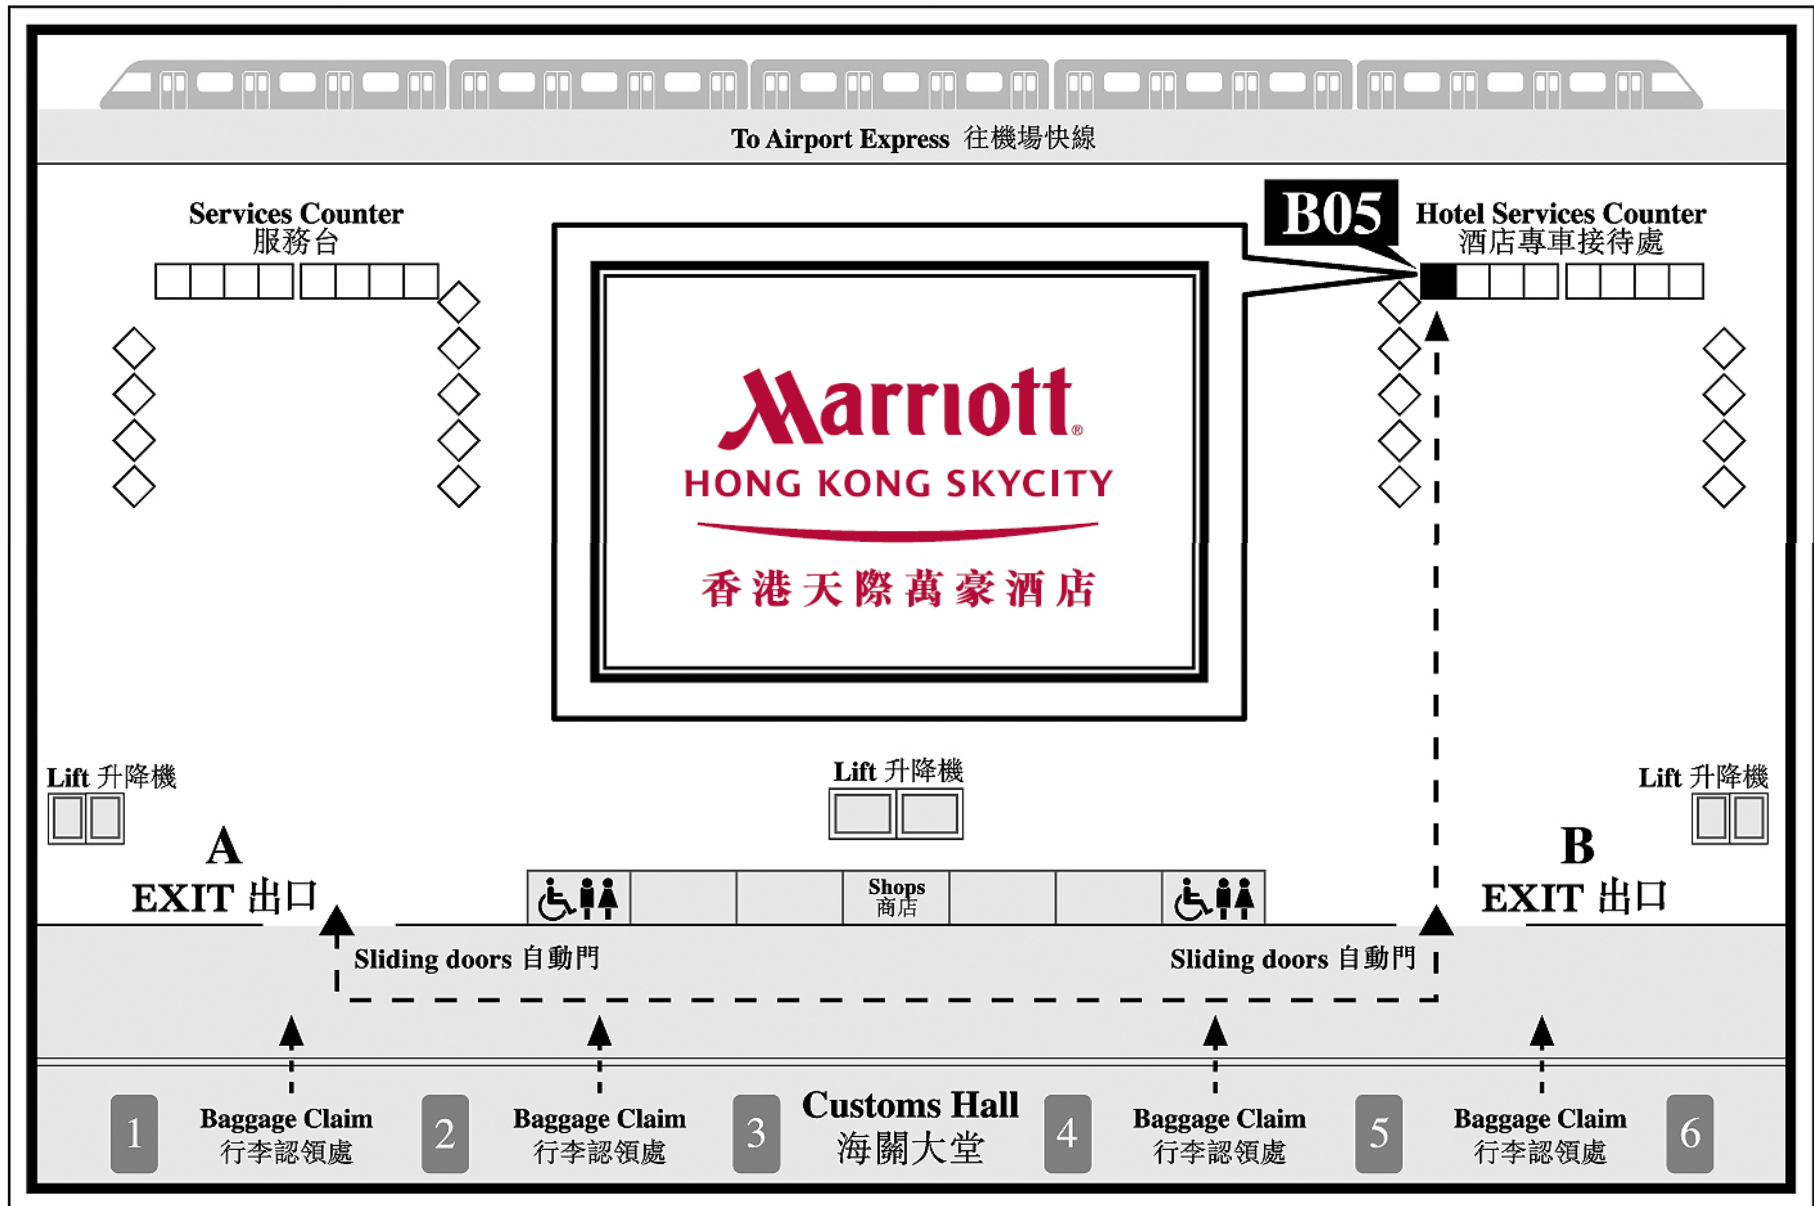 To Airport Express 往機場快線
Services Counter
服務台
B05
Hotel Services Counter
酒店專車接待處
Marriott®
HONG KONG SKYCITY
香港天際萬豪酒店
Lift 升降機
Lift 升降機
Lift 升降機
A
EXIT 出口
Shops
商店
B
EXIT 出口
Sliding doors 自動門
Sliding doors 自動門
1
Baggage Claim
行李認領處
2
Baggage Claim
行李認領處
3
Customs Hall
海關大堂
4
Baggage Claim
行李認領處
5
Baggage Claim
行李認領處
6